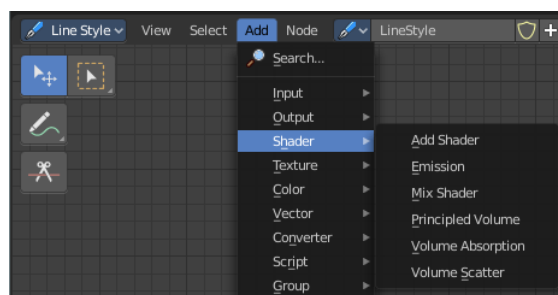 Line Style View Select Add Node LineStyle
Search...
Input
Output
Shader
Texture
Color
Vector
Converter
Script
Group
Add Shader
Emission
Mix Shader
Principled Volume
Volume Absorption
Volume Scatter